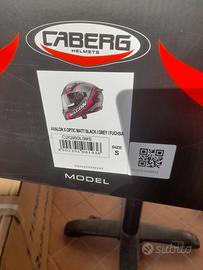 CABERG
HELMETS
AVALON X OPTIC MATT BLACK / GREY / FUCHSIA
SIZE
S
MODEL
subito